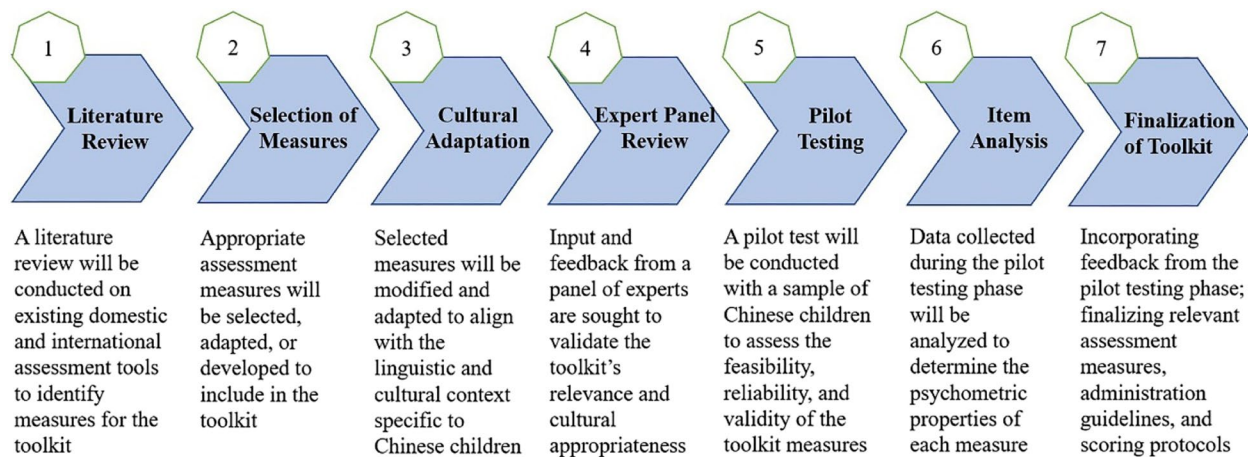 1
Literature
Review
A literature
review will be
conducted on
existing domestic
and international
assessment tools
to identify
measures for the
toolkit
2
Selection of
Measures
Appropriate
assessment
measures will
be selected,
adapted, or
developed to
include in the
toolkit
3
Cultural
Adaptation
Selected
measures will be
modified and
adapted to align
with the
linguistic and
cultural context
specific to
Chinese children
4
Expert Panel
Review
Input and
feedback from a
panel of experts
are sought to
validate the
toolkit's
relevance and
cultural
appropriateness
5
Pilot
Testing
A pilot test will
be conducted
with a sample of
Chinese children
to assess the
feasibility,
reliability, and
validity of the
toolkit measures
6
Item
Analysis
Data collected
during the pilot
testing phase
will be
analyzed to
determine the
psychometric
properties of
each measure
7
Finalization
of Toolkit
Incorporating
feedback from the
pilot testing phase;
finalizing relevant
assessment
measures,
administration
guidelines, and
scoring protocols